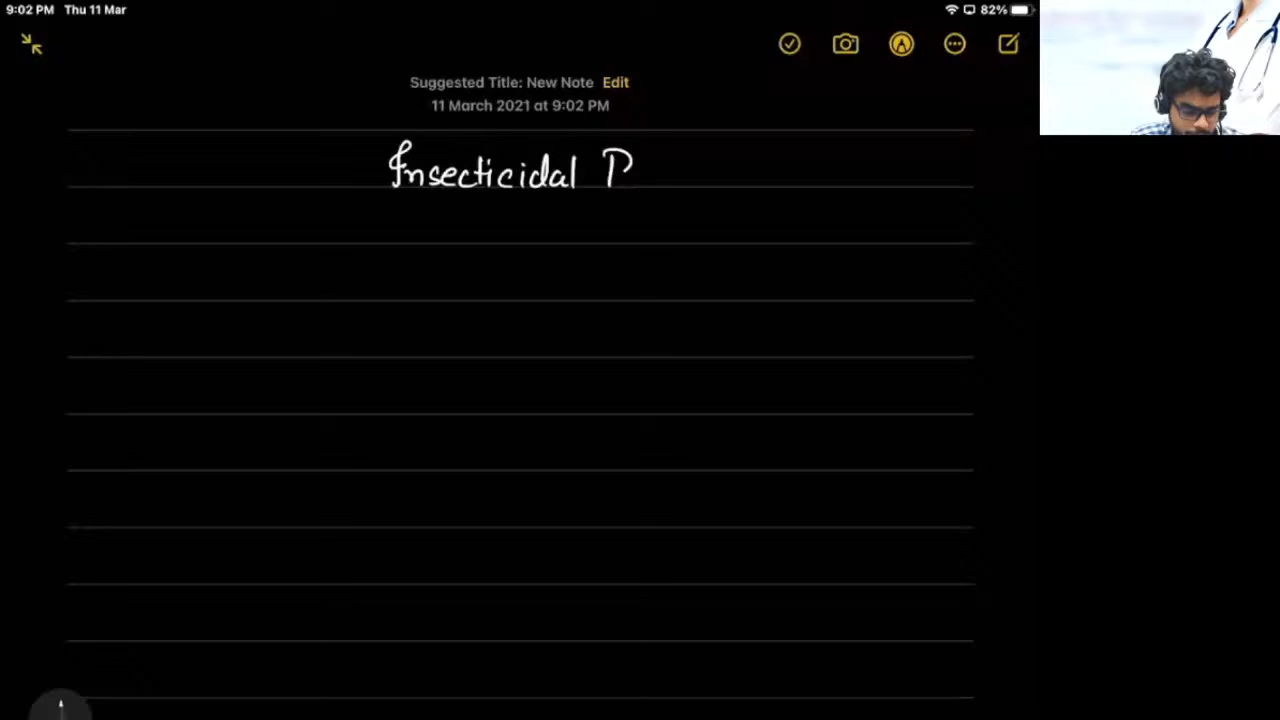 9:02 PM Thu 11 Mar 82%
Suggested Title: New Note Edit
11 March 2021 at 9:02 PM
Insecticidal P